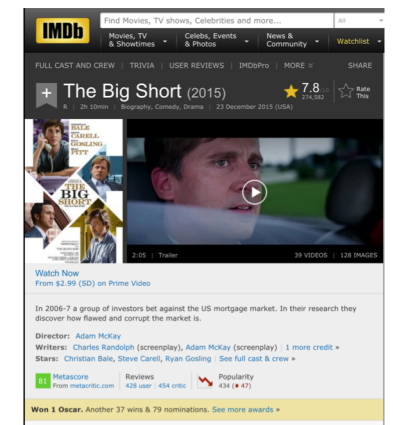 IMDb
Find Movies, TV shows, Celebrities and more...
All
Movies, TV
& Showtimes
Celebs, Events
& Photos
News &
Community
Watchlist
FULL CAST AND CREW | TRIVIA | USER REVIEWS | IMDbPro | MORE
SHARE
+ The Big Short (2015)
7.8/10
274,582
Rate
This
R | 2h 10min | Biography, Comedy, Drama | 23 December 2015 (USA)
BALE
CARELL
GOSLING
PITT
THE
BIG
SHORT
2:05 | Trailer
39 VIDEOS | 128 IMAGES
Watch Now
From $2.99 (SD) on Prime Video
In 2006-7 a group of investors bet against the US mortgage market. In their research they
discover how flawed and corrupt the market is.
Director: Adam McKay
Writers: Charles Randolph (screenplay), Adam McKay (screenplay) | 1 more credit »
Stars: Christian Bale, Steve Carell, Ryan Gosling | See full cast & crew »
81
Metascore
From metacritic.com
Reviews
428 user | 454 critic
Popularity
434 (47)
Won 1 Oscar. Another 37 wins & 79 nominations. See more awards »